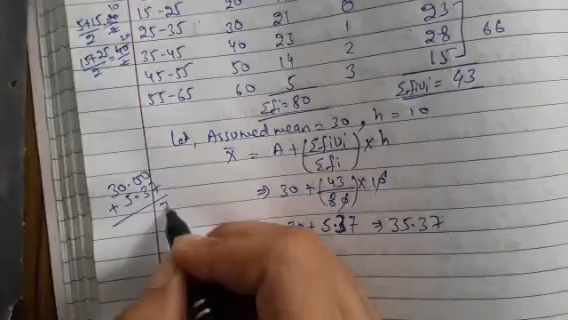 10
15-25 20
5+15 20
2 2
25-35 30 21 0 23
15+25 = 40
2 2
35-45 40 23 1 28 66
45-55 50 14 2 15
55-65 60 5 3
Σfi = 80 Σfiui = 43
let, Assumed mean = 30, h = 10
x̄ = A + (Σfiui/Σfi) × h
30.00
+ 5.37
⇒ 30 + (43/80) × 10
30 + 5.37 ⇒ 35.37